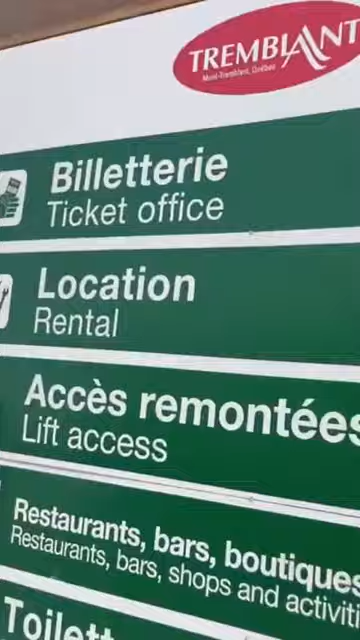 TREMBLANT
Mont-Tremblant, Québec
Billetterie
Ticket office
Location
Rental
Accès remontées
Lift access
Restaurants, bars, boutiques
Restaurants, bars, shops and activiti
Toilett